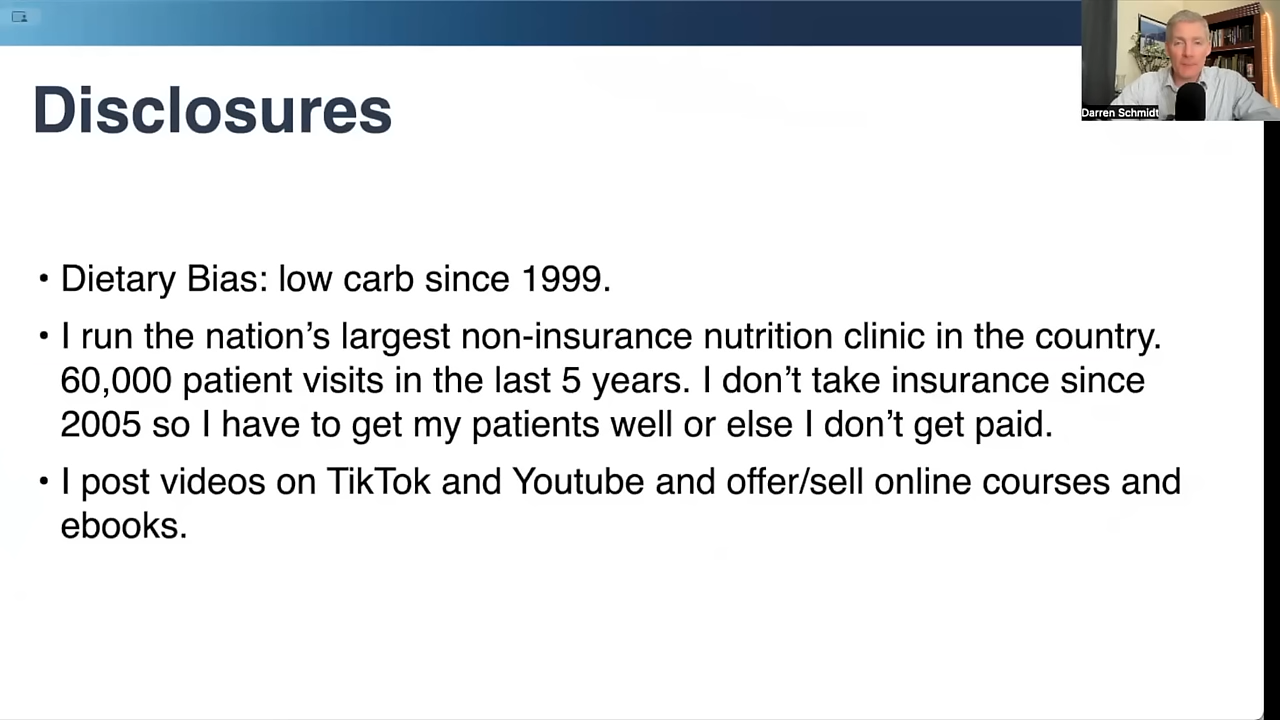 Darren Schmidt
Disclosures
• Dietary Bias: low carb since 1999.
• I run the nation’s largest non-insurance nutrition clinic in the country.
60,000 patient visits in the last 5 years. I don’t take insurance since
2005 so I have to get my patients well or else I don’t get paid.
• I post videos on TikTok and Youtube and offer/sell online courses and
ebooks.